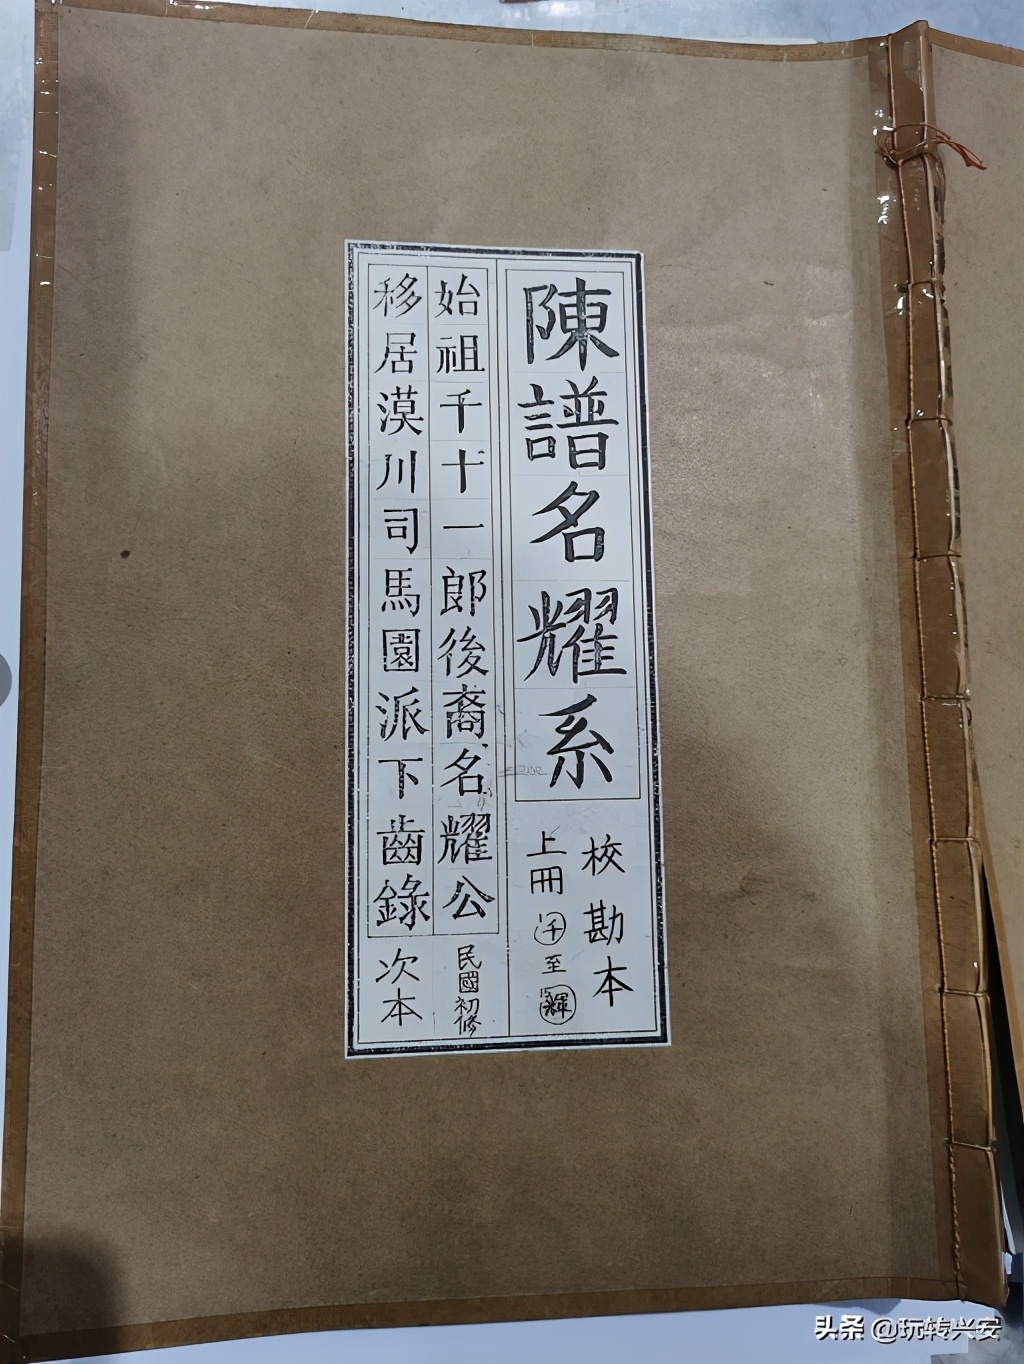 陳譜名耀系
校勘本
上冊千至輝
始祖千十一郎後裔名耀公
民國初修
移居漠川司馬園派下齒錄
次本
头条 @玩转兴安